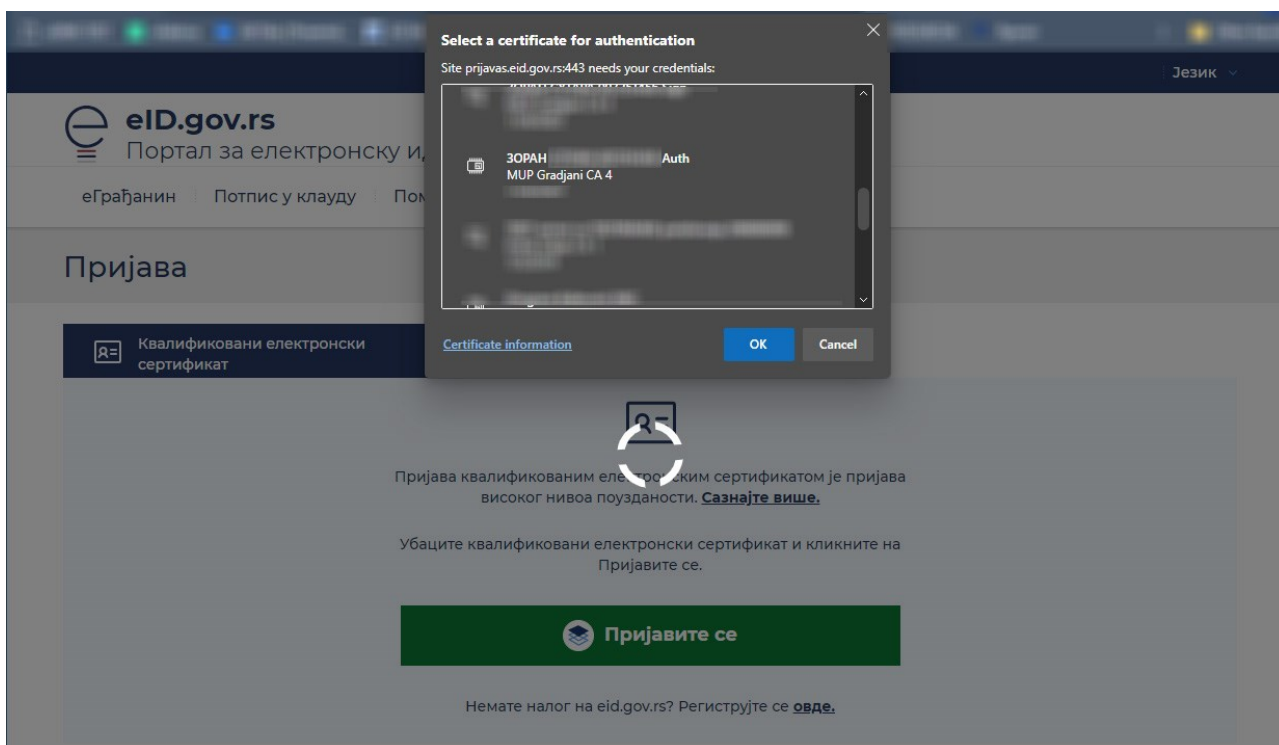 Select a certificate for authentication
Site prijavas.eid.gov.rs:443 needs your credentials:
ЗОРАН Auth
MUP Gradjani CA 4
Certificate information
OK Cancel
Језик
eID.gov.rs
Портал за електронску и
еГрађанин Потпис у клауду
Пријава
Квалификовани електронски
сертификат
Пријава квалификованим електронским сертификатом је пријава
високог нивоа поузданости. Сазнајте више.
Убаците квалификовани електронски сертификат и кликните на
Пријавите се.
Пријавите се
Немате налог на eid.gov.rs? Региструјте се овде.